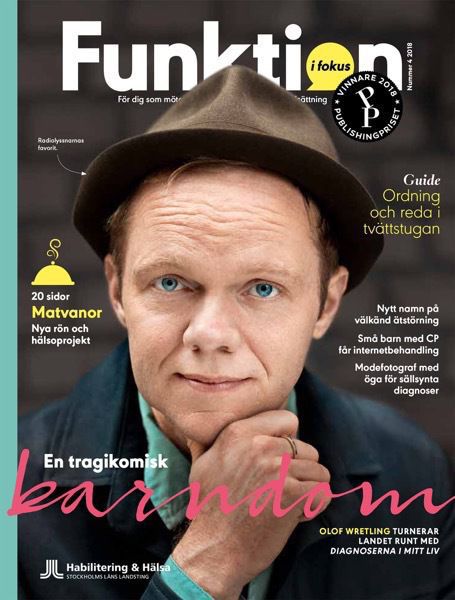 Funktion
i fokus
Nummer 4 2018
För dig som möt
sättning
VINNARE 2018
PP
PUBLISHINGPRISET
Radiolyssnarnas
favorit.
Guide
Ordning
och reda i
tvättstugan
20 sidor
Matvanor
Nya rön och
hälsoprojekt
Nytt namn på
välkänd ätstörning
Små barn med CP
får internetbehandling
Modefotograf med
öga för sällsynta
diagnoser
En tragikomisk
barndom
OLOF WRETLING TURNERAR
LANDET RUNT MED
DIAGNOSERNA I MITT LIV
Habilitering & Hälsa
STOCKHOLMS LÄNS LANDSTING